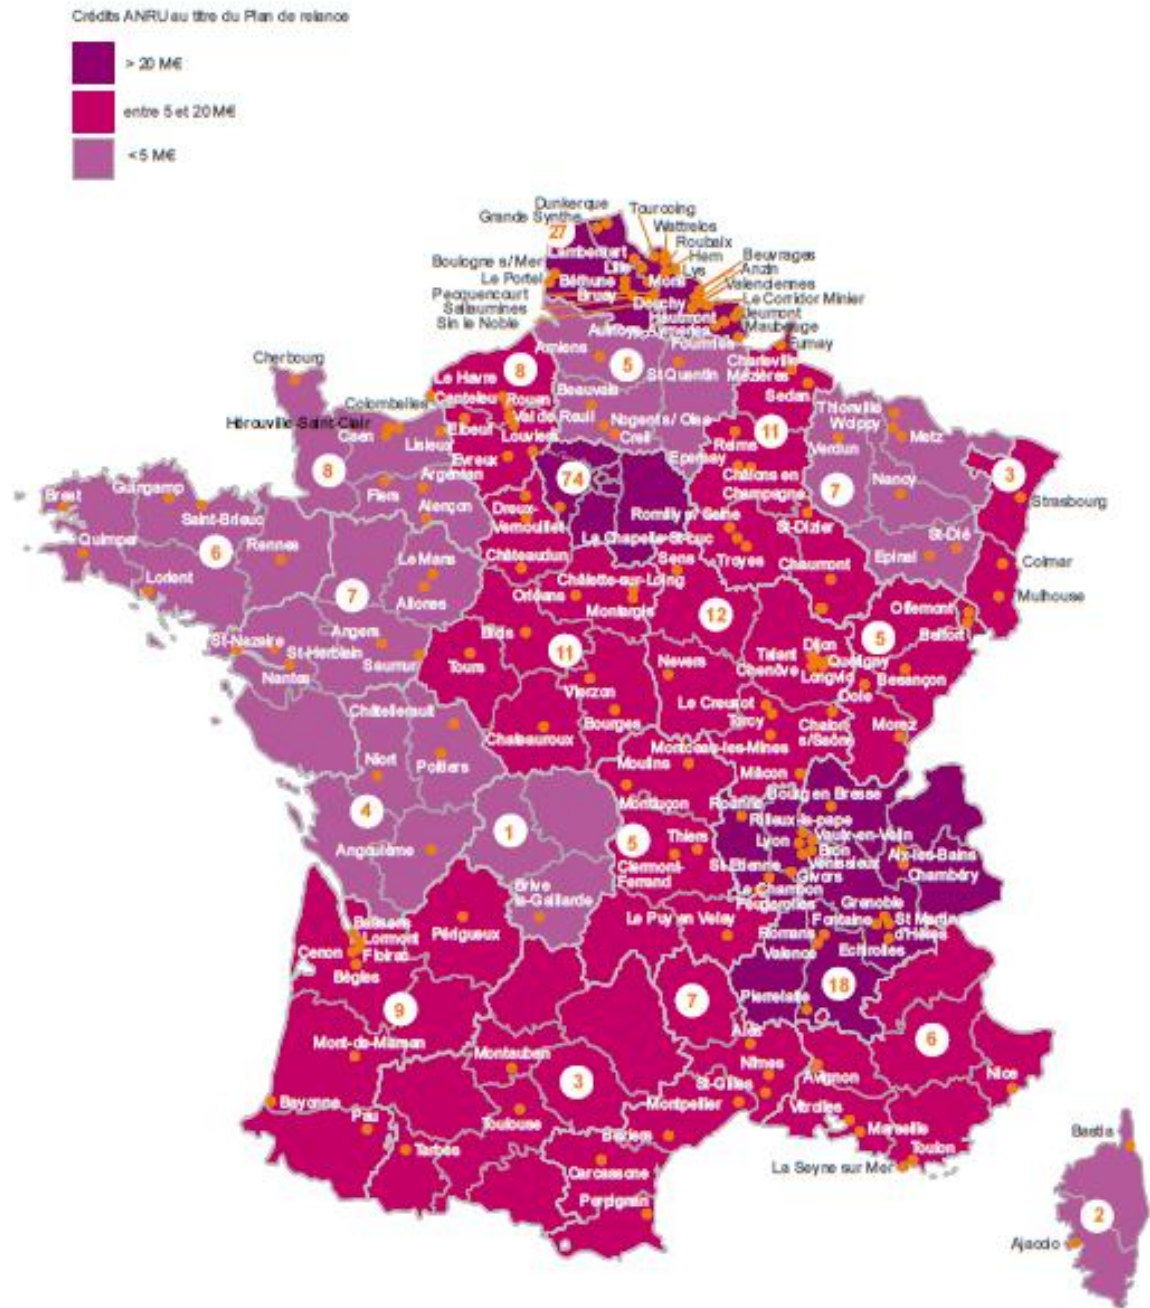 Crédits ANRU au titre du Plan de relance
> 20 M€
entre 5 et 20 M€
< 5 M€
Dunkerque
Grande Synthe
Tourcoing
Wattrelos
Roubaix
Hem
Lys
27
Lambersart
Lille
Mons
Beuvrages
Anzin
Valenciennes
Boulogne s/Mer
Le Portel
Béthune
Bruay
Douchy
Le Corridor Minier
Jeumont
Pecquencourt
Sallaumines
Sin le Noble
Hautmont
Aulnoye-Aymeries
Maubeuge
Fourmies
Fumay
Amiens
5
St Quentin
Charleville
Mézières
Sedan
Cherbourg
8
Le Havre
Canteleu
Rouen
Beauvais
Colombelles
Hérouville-Saint-Clair
Caen
Lisieux
Elbeuf
Val de Reuil
Louviers
Nogent s/ Oise
Creil
Reims
11
Thionville
Woippy
Metz
Verdun
Epernay
8
Evreux
74
Châlons en
Champagne
7
Nancy
3
Strasbourg
Brest
Guingamp
Saint-Brieuc
Flers
Argentan
Alençon
Dreux-
Vernouillet
Romilly s/ Seine
La Chapelle-St-Luc
St-Dizier
St-Dié
Epinal
Quimper
6
Rennes
Le Mans
Châteaudun
Sens
Troyes
Chaumont
Colmar
Lorient
7
Allones
Orléans
Châlette-sur-Loing
Montargis
Mulhouse
12
Offemont
Belfort
St-Nazaire
St-Herblain
Nantes
Angers
Saumur
Blois
Tours
11
Nevers
Dijon
Talant
Chenôve
Quétigny
Longvic
5
Besançon
Dole
Vierzon
Bourges
Le Creusot
Torcy
Châtellerault
Chateauroux
Chalon
s/Saône
Morez
Niort
Poitiers
Montceau-les-Mines
Moulins
Mâcon
Montluçon
Roanne
Bourg en Bresse
Rilleux-la-pape
4
1
5
Thiers
Lyon
Vaulx-en-Velin
Bron
Vénissieux
Aix-les-Bains
Chambéry
Angoulême
Clermont-
Ferrand
St-Etienne
Givors
Brive
la-Gaillarde
Le Chambon
Feugerolles
Grenoble
Fontaine
St Martin
d'Hères
Echirolles
Bassens
Lormont
Cenon
Floirac
Bègles
Périgueux
Le Puy en Velay
Romans
Valence
9
7
Pierrelatte
18
6
Mont-de-Marsan
Montauban
3
Alès
Nîmes
St-Gilles
Avignon
Nice
Bayonne
Pau
Toulouse
Montpellier
Vitrolles
Marseille
Tarbes
Béziers
Toulon
La Seyne sur Mer
Carcassone
Perpignan
Bastia
2
Ajaccio